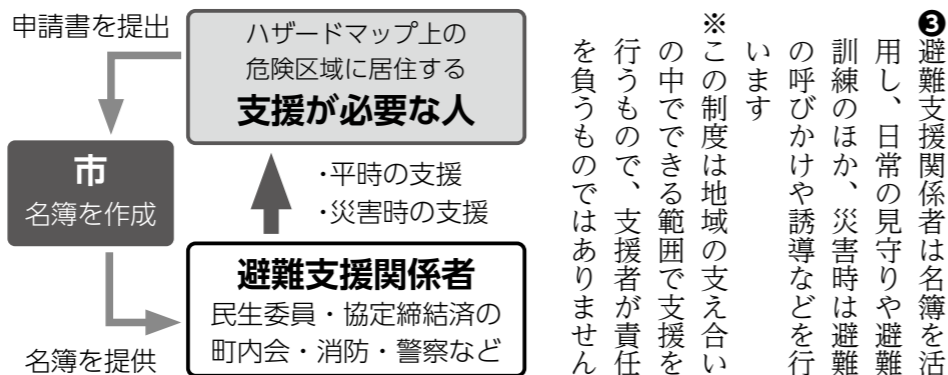 ❸避難支援関係者は名簿を活
用し、日常の見守りや避難
訓練のほか、災害時は避難
の呼びかけや誘導などを行
います
※この制度は地域の支え合い
の中でできる範囲で支援を
行うもので、支援者が責任
を負うものではありません
申請書を提出
ハザードマップ上の
危険区域に居住する
支援が必要な人
市
名簿を作成
・平時の支援
・災害時の支援
避難支援関係者
民生委員・協定締結済の
町内会・消防・警察など
名簿を提供